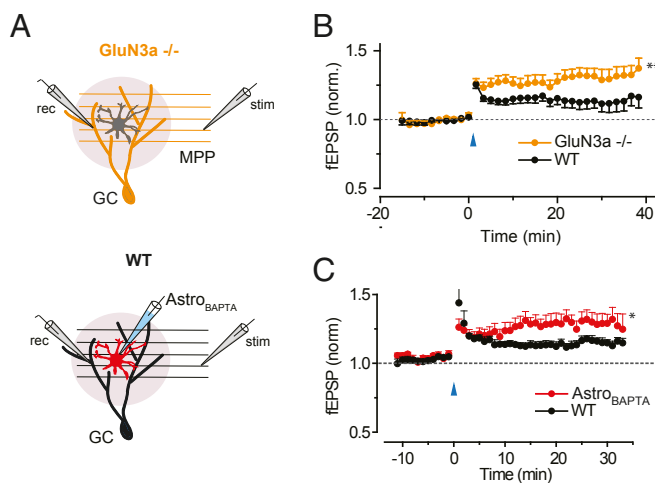 A
GluN3a -/-
rec
stim
MPP
GC
WT
Astro BAPTA
rec
stim
GC
B
fEPSP (norm.)
1.5
1.0
0.5
**
GluN3a -/-
WT
-20 0 20 40
Time (min)
C
fEPSP (norm)
1.5
1.0
0.5
*
Astro BAPTA
WT
-10 0 10 20 30
Time (min)